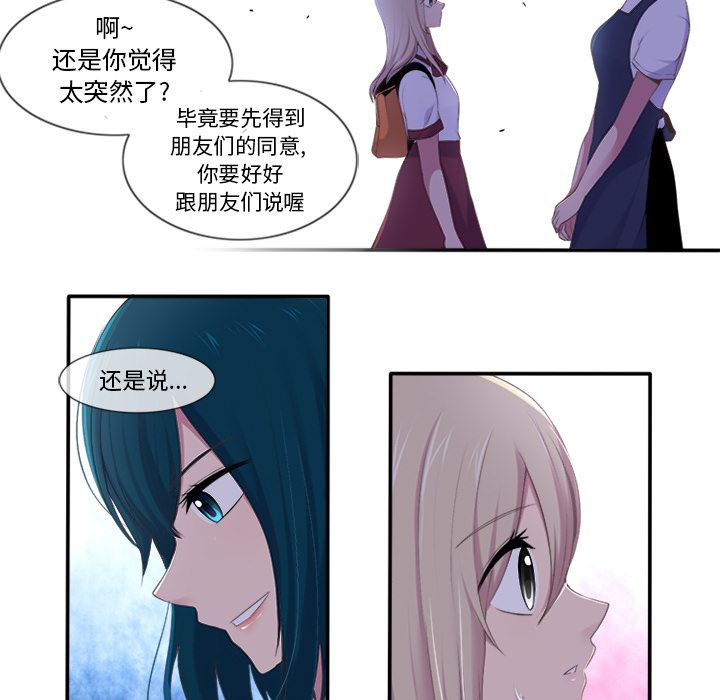 啊~
还是你觉得
太突然了?
毕竟要先得到
朋友们的同意,
你要好好
跟朋友们说喔
还是说...